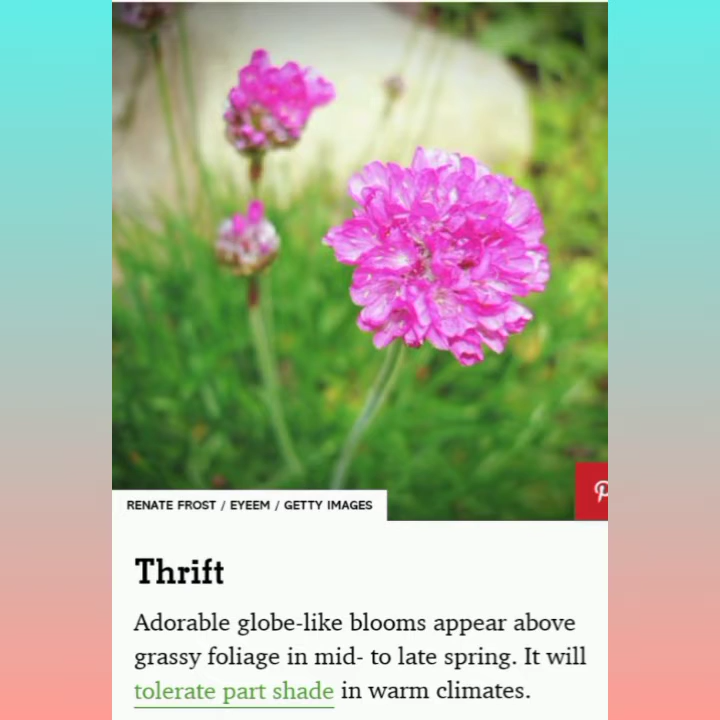 RENATE FROST / EYEEM / GETTY IMAGES
Thrift
Adorable globe-like blooms appear above
grassy foliage in mid- to late spring. It will
tolerate part shade in warm climates.